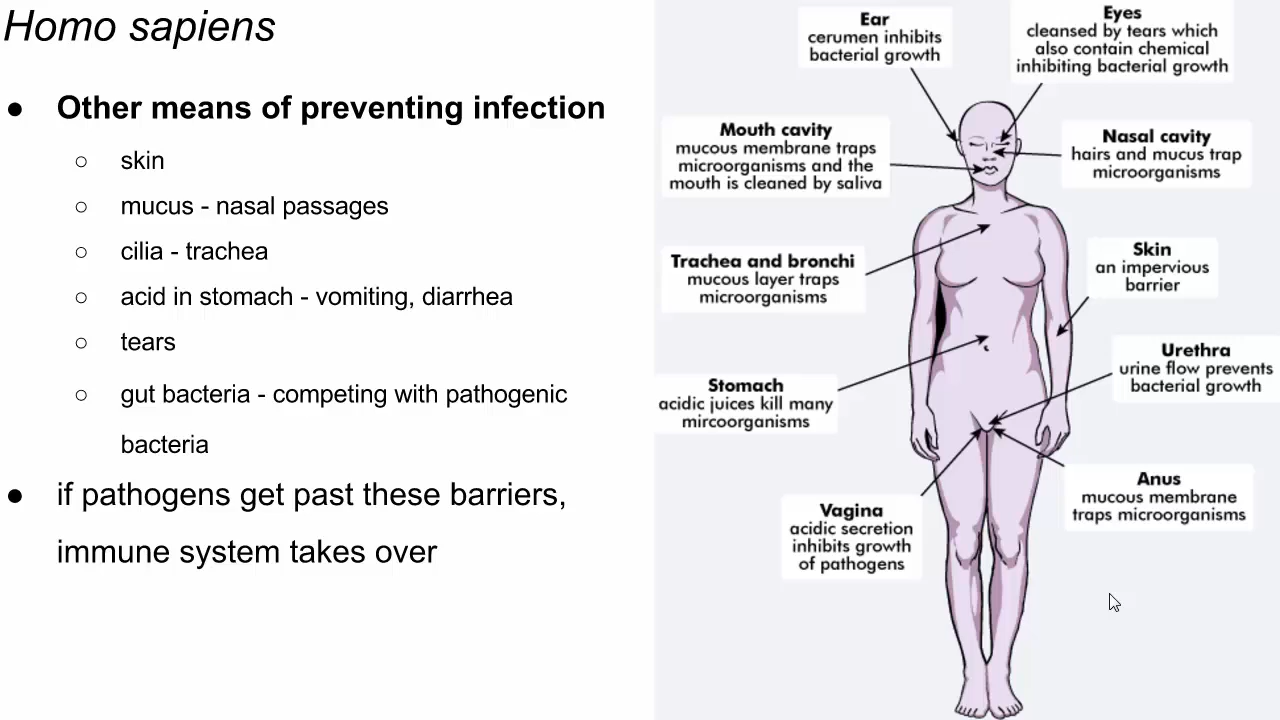 Homo sapiens
● Other means of preventing infection
○ skin
○ mucus - nasal passages
○ cilia - trachea
○ acid in stomach - vomiting, diarrhea
○ tears
○ gut bacteria - competing with pathogenic
bacteria
● if pathogens get past these barriers,
immune system takes over
Ear
cerumen inhibits
bacterial growth
Eyes
cleansed by tears which
also contain chemical
inhibiting bacterial growth
Mouth cavity
mucous membrane traps
microorganisms and the
mouth is cleaned by saliva
Nasal cavity
hairs and mucus trap
microorganisms
Trachea and bronchi
mucous layer traps
microorganisms
Skin
an impervious
barrier
Stomach
acidic juices kill many
mircoorganisms
Urethra
urine flow prevents
bacterial growth
Vagina
acidic secretion
inhibits growth
of pathogens
Anus
mucous membrane
traps microorganisms